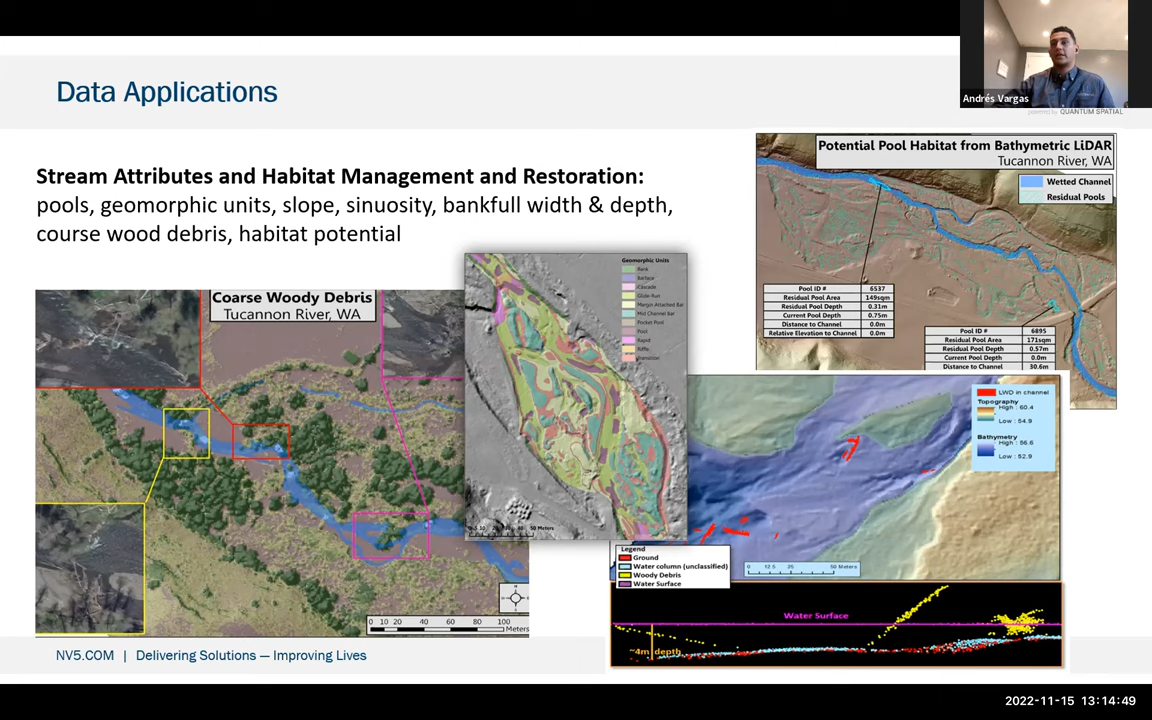 Data Applications
Andrés Vargas
powered by QUANTUM SPATIAL
Stream Attributes and Habitat Management and Restoration:
pools, geomorphic units, slope, sinuosity, bankfull width & depth,
course wood debris, habitat potential
Potential Pool Habitat from Bathymetric LiDAR
Tucannon River, WA
Wetted Channel
Residual Pools
Pool ID # 6537
Residual Pool Area 149sqm
Residual Pool Depth 0.31m
Current Pool Depth 0.75m
Distance to Channel 0.0m
Relative Elevation to Channel 0.0m
Pool ID # 6895
Residual Pool Area 171sqm
Residual Pool Depth 0.57m
Current Pool Depth 0.0m
Distance to Channel 30.6m
Coarse Woody Debris
Tucannon River, WA
0 10 20 40 60 80 100
Meters
Geomorphic Units
Bank
Cascade
Glide-Run
Margin Attached Bar
Mid Channel Bar
Pocket Pool
Pool
Rapid
Riffle
Transition
50 Meters
LWD in channel
Topography
High : 60.4
Low : 54.9
Bathymetry
High : 56.6
Low : 52.9
0 12.5 25 50 Meters
Legend
Ground
Water column (unclassified)
Woody Debris
Water Surface
Water Surface
~4m depth
NV5.COM | Delivering Solutions — Improving Lives
2022-11-15 13:14:49